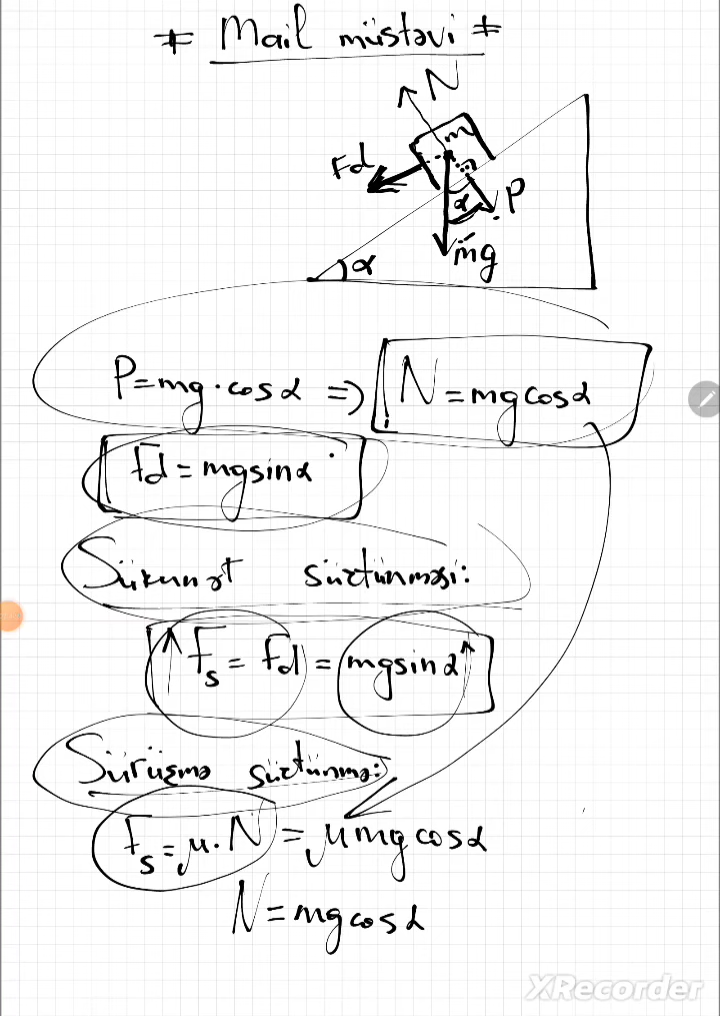 * Mail müstəvi *
N
m
Fd
α
P
mg
α
P=mg·cosα => N=mgcosα
Fd=mgsinα
Sükunət sürtünməsi:
↑Fs=Fd=mgsinα↑
Sürüşmə sürtünmə:
Fs=μ·N=μmgcosα
N=mgcosα
XRecorder